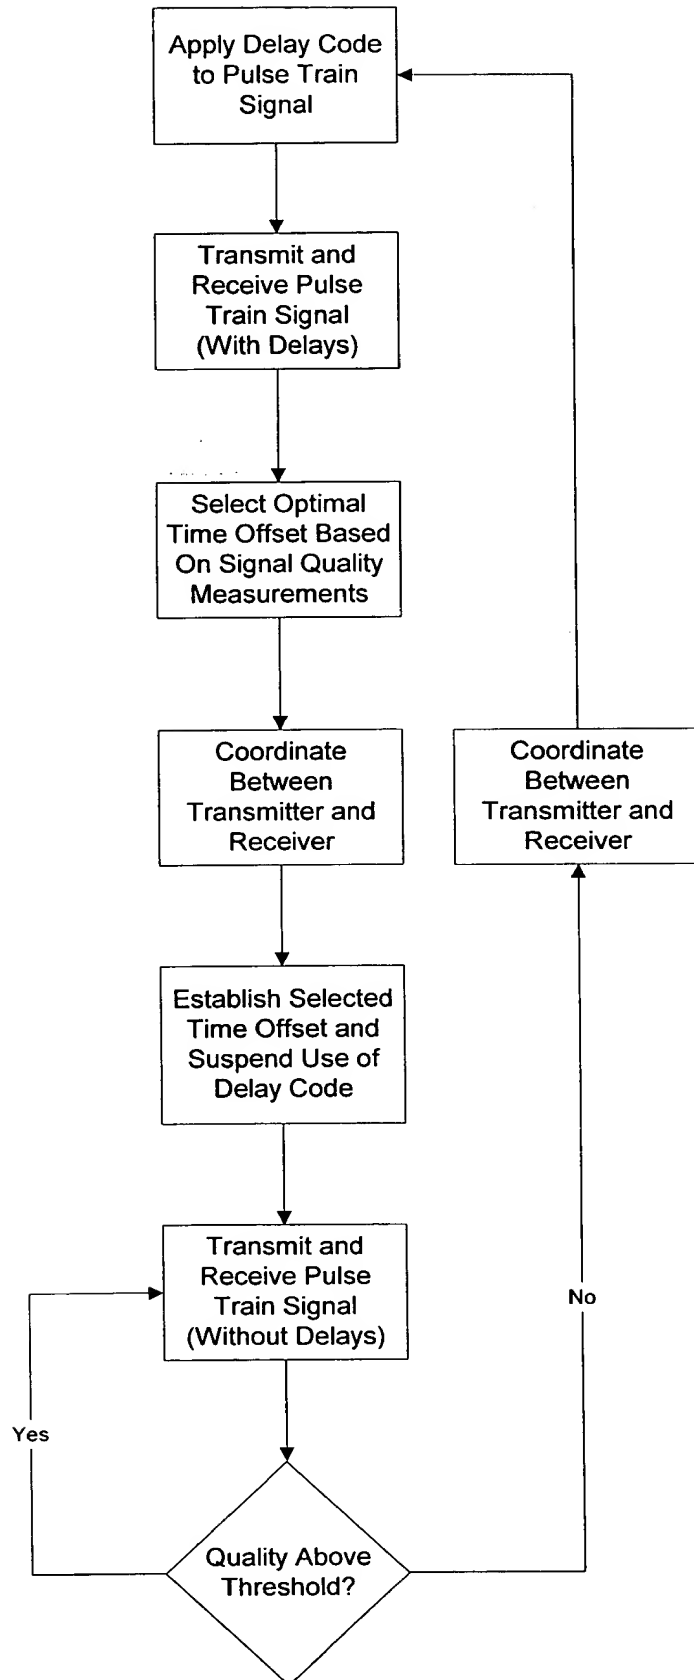 Apply Delay Code
to Pulse Train
Signal
Transmit and
Receive Pulse
Train Signal
(With Delays)
Select Optimal
Time Offset Based
On Signal Quality
Measurements
Coordinate
Between
Transmitter and
Receiver
Coordinate
Between
Transmitter and
Receiver
Establish Selected
Time Offset and
Suspend Use of
Delay Code
Transmit and
Receive Pulse
Train Signal
(Without Delays)
No
Yes
Quality Above
Threshold?